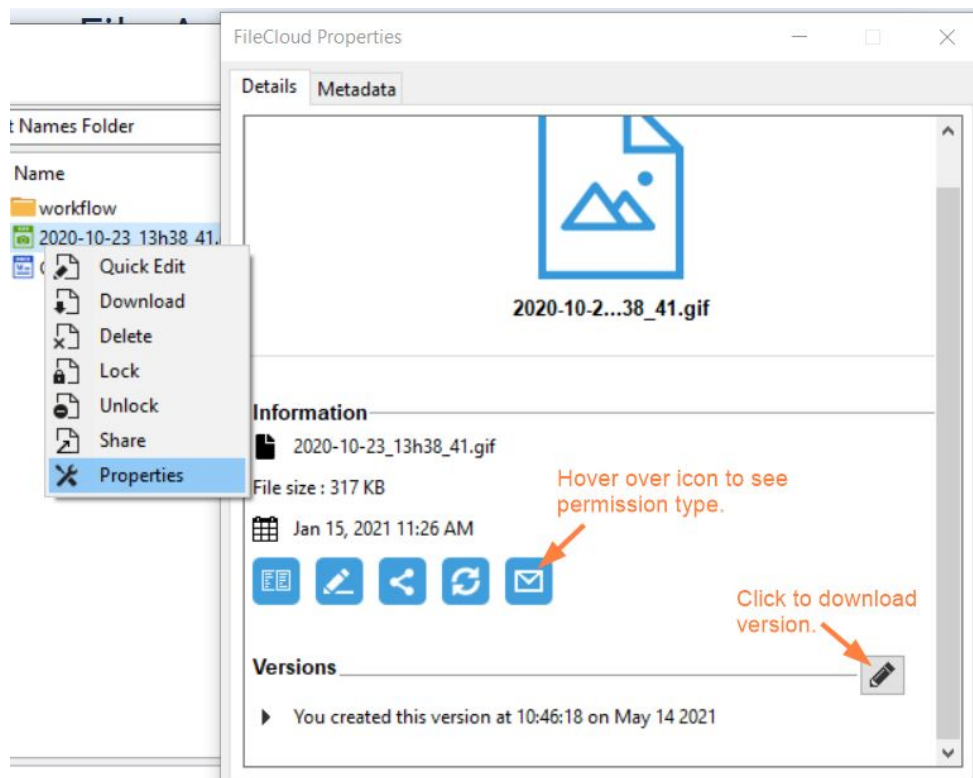 FileCloud Properties
Details
Metadata
t Names Folder
Name
workflow
2020-10-23 13h38 41.
Quick Edit
Download
Delete
Lock
Unlock
Share
Properties
2020-10-2...38_41.gif
Information
2020-10-23_13h38_41.gif
File size : 317 KB
Jan 15, 2021 11:26 AM
Hover over icon to see
permission type.
Click to download
version.
Versions
You created this version at 10:46:18 on May 14 2021